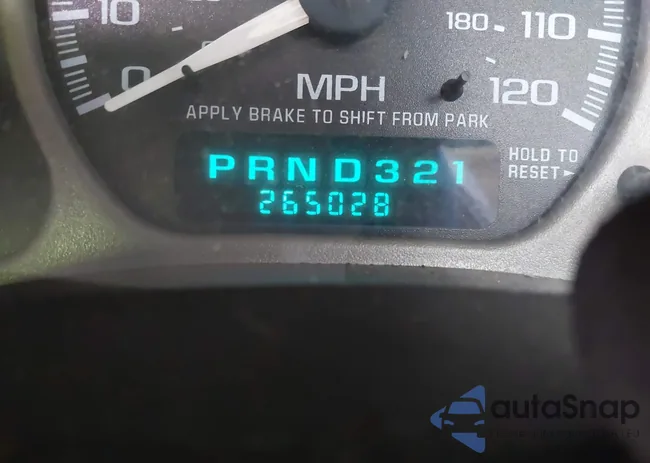 10
0
180
110
120
MPH
APPLY BRAKE TO SHIFT FROM PARK
PRND321
265028
HOLD TO
RESET
autaSnap